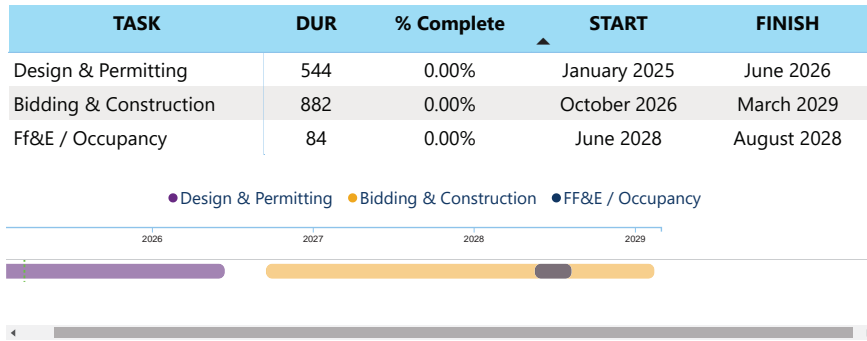 TASK DUR % Complete START FINISH
Design & Permitting 544 0.00% January 2025 June 2026
Bidding & Construction 882 0.00% October 2026 March 2029
Ff&E / Occupancy 84 0.00% June 2028 August 2028
Design & Permitting Bidding & Construction FF&E / Occupancy
2026 2027 2028 2029